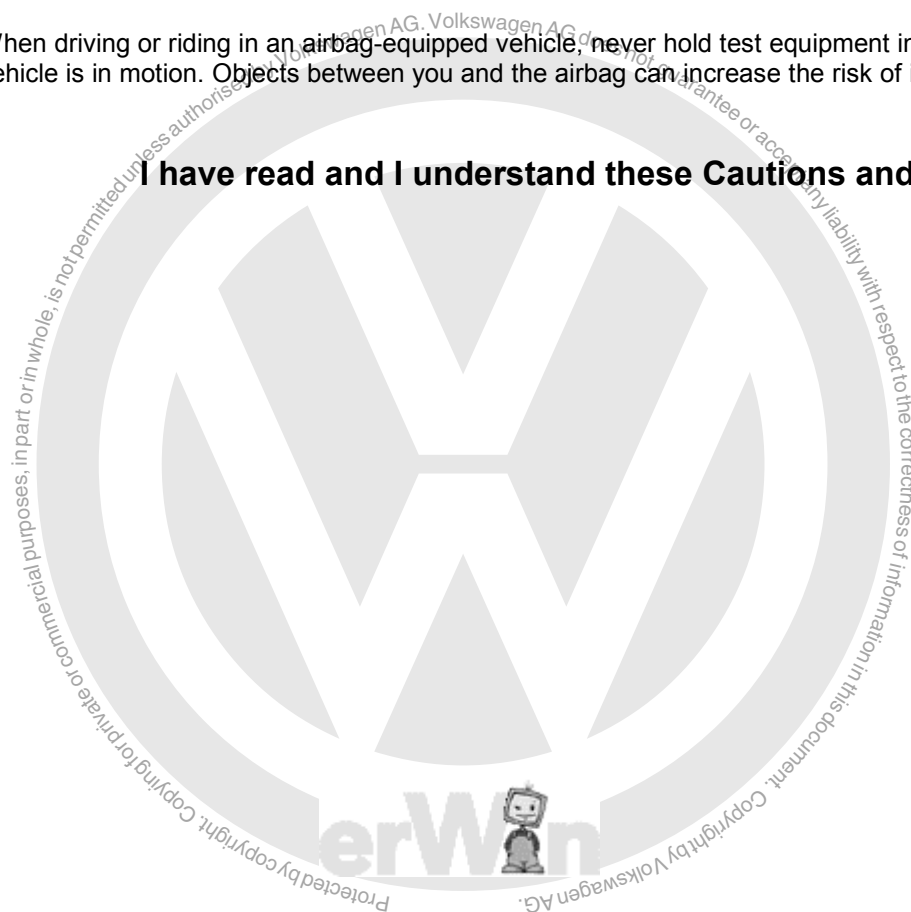 When driving or riding in an airbag-equipped vehicle, never hold test equipment in
ehicle is in motion. Objects between you and the airbag can increase the risk of
I have read and I understand these Cautions and
Protected by copyright. Copying for private or commercial purposes, in part or in whole, is not permitted unless authorised by Volkswagen AG. Volkswagen AG does not guarantee or accept any liability with respect to the correctness of information in this document. Copyright by Volkswagen AG.
erWin